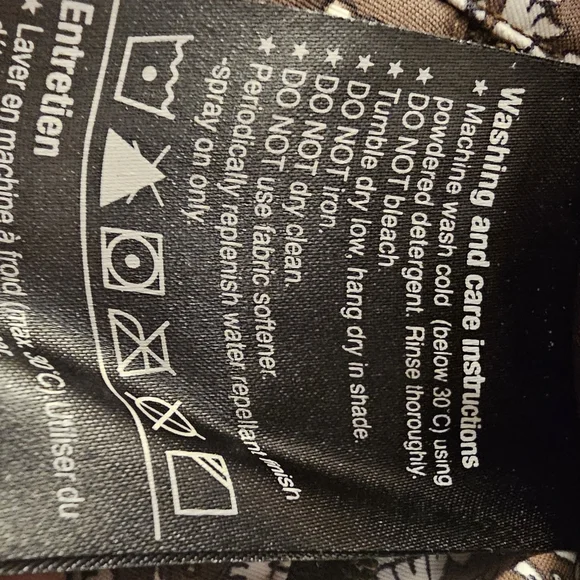 Washing and care instructions
★ Machine wash cold (below 30°C) using
powdered detergent. Rinse thoroughly.
★ DO NOT bleach.
★ Tumble dry low, hang dry in shade.
★ DO NOT iron.
★ DO NOT dry clean.
★ DO NOT use fabric softener.
★ Periodically replenish water repellant finish
-spray on only.
Entretien
★ Laver en machine à froid (max. 30°C) Utiliser du